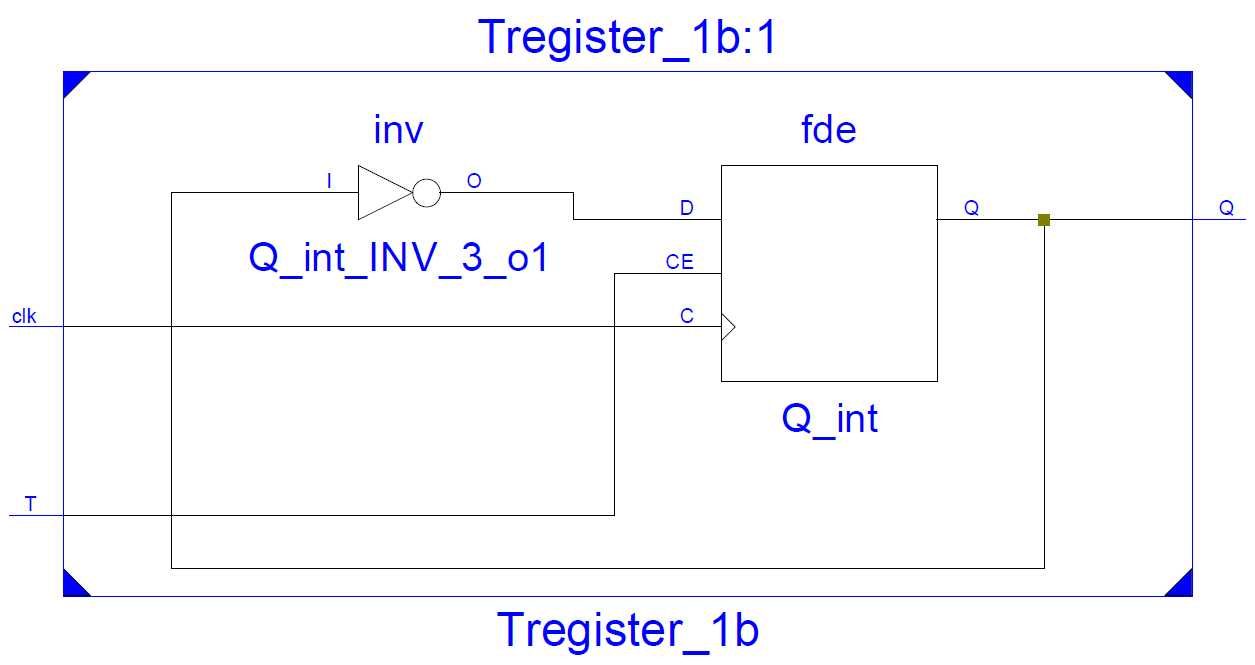 Tregister_1b:1
inv
fde
I
O
D
Q
Q
Q_int_INV_3_o1
CE
clk
C
Q_int
T
Tregister_1b